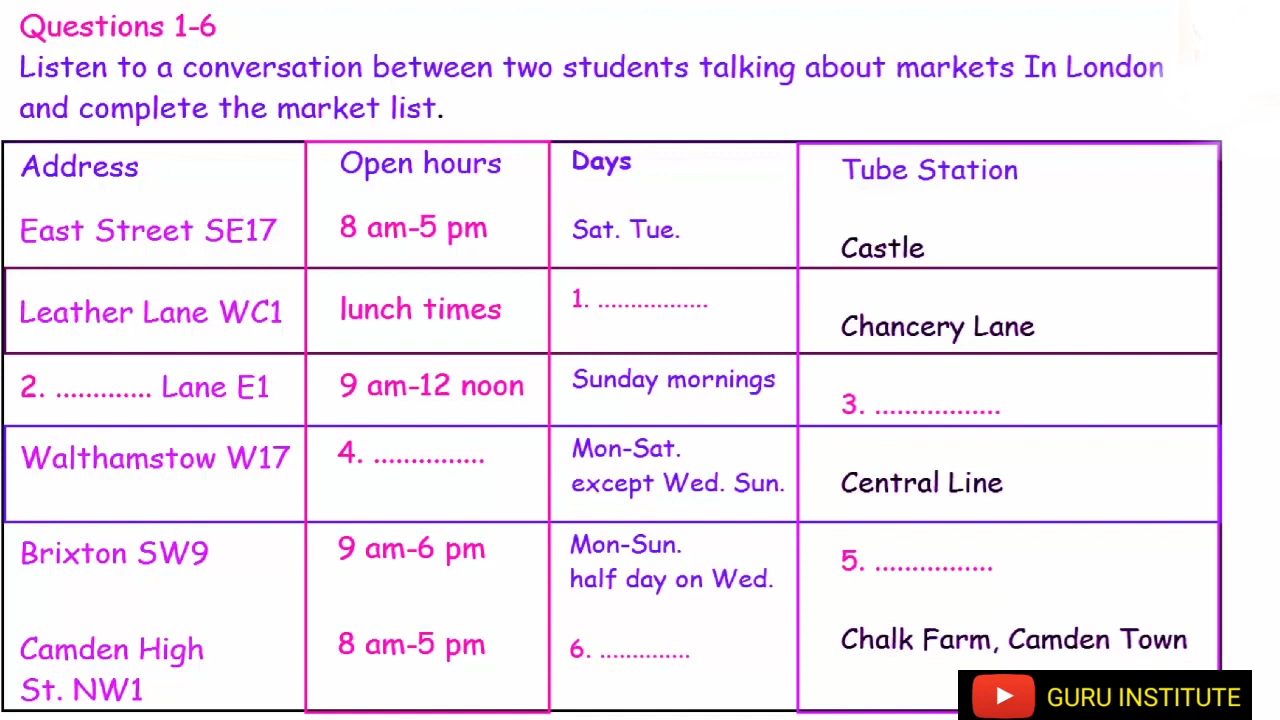 Questions 1-6
Listen to a conversation between two students talking about markets In London
and complete the market list.
Address Open hours Days Tube Station
East Street SE17 8 am-5 pm Sat. Tue. Castle
Leather Lane WC1 lunch times 1. ................. Chancery Lane
2. ............. Lane E1 9 am-12 noon Sunday mornings 3. .................
Walthamstow W17 4. ............... Mon-Sat.
except Wed. Sun. Central Line
Brixton SW9 9 am-6 pm Mon-Sun.
half day on Wed. 5. ................
Camden High
St. NW1 8 am-5 pm 6. .............. Chalk Farm, Camden Town
GURU INSTITUTE